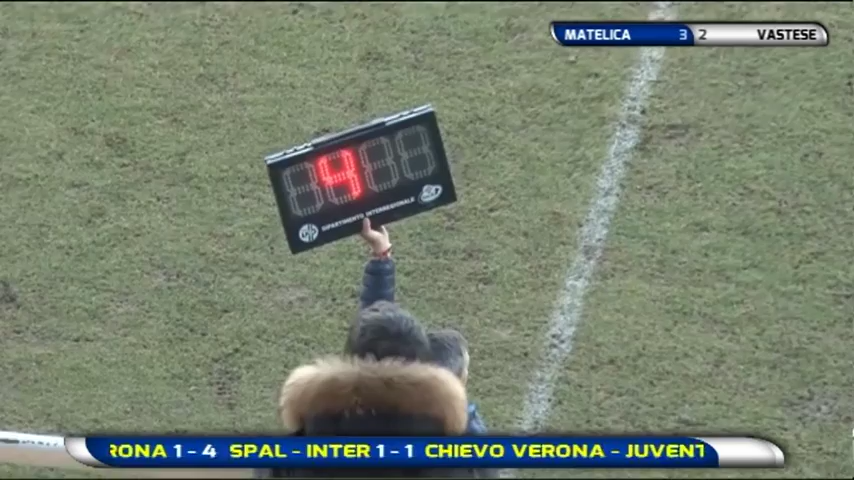 MATELICA 3 2 VASTESE
4
DIPARTIMENTO INTERREGIONALE
RONA 1 - 4 SPAL - INTER 1 - 1 CHIEVO VERONA - JUVENT